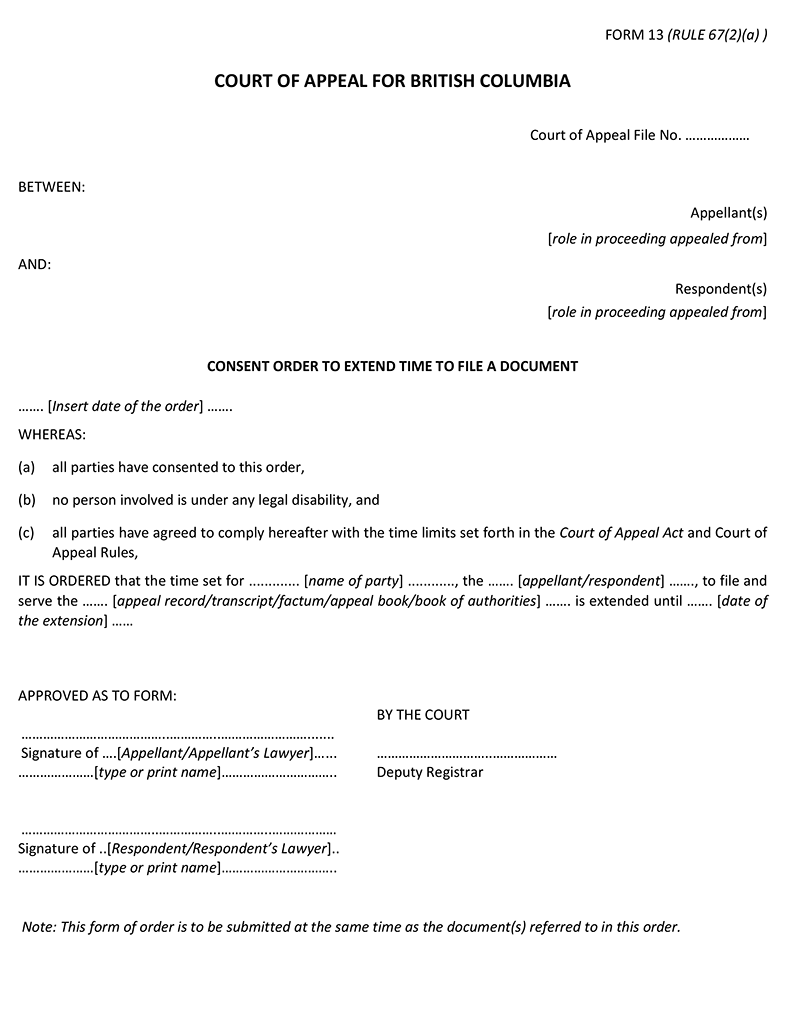 FORM 13 (RULE 67(2)(a) )
COURT OF APPEAL FOR BRITISH COLUMBIA
Court of Appeal File No. ………………
BETWEEN:
Appellant(s)
[role in proceeding appealed from]
AND:
Respondent(s)
[role in proceeding appealed from]
CONSENT ORDER TO EXTEND TIME TO FILE A DOCUMENT
……. [Insert date of the order] …….
WHEREAS:
(a) all parties have consented to this order,
(b) no person involved is under any legal disability, and
(c) all parties have agreed to comply hereafter with the time limits set forth in the Court of Appeal Act and Court of
Appeal Rules,
IT IS ORDERED that the time set for ............. [name of party] ............, the ……. [appellant/respondent] ……., to file and
serve the ……. [appeal record/transcript/factum/appeal book/book of authorities] ……. is extended until ……. [date of
the extension] ……
APPROVED AS TO FORM:
BY THE COURT
………………………………………………………………………......
Signature of ….[Appellant/Appellant’s Lawyer]…...
…………………[type or print name]…………………………..
…………………………...……………
Deputy Registrar
……………………………………………………………………………
Signature of ..[Respondent/Respondent’s Lawyer]..
…………………[type or print name]…………………………..
Note: This form of order is to be submitted at the same time as the document(s) referred to in this order.